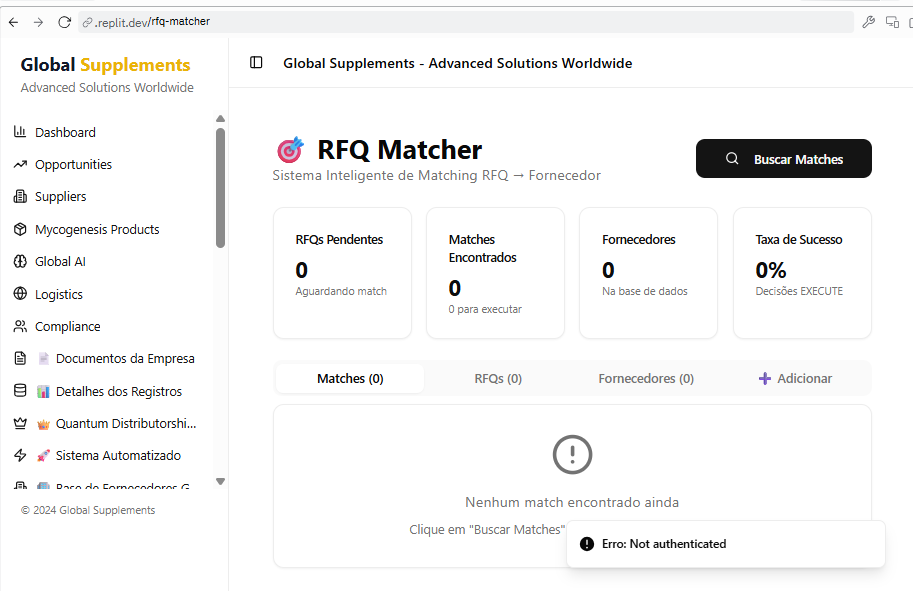 .replit.dev/rfq-matcher
Global Supplements
Advanced Solutions Worldwide
Dashboard
Opportunities
Suppliers
Mycogenesis Products
Global AI
Logistics
Compliance
Documentos da Empresa
Detalhes dos Registros
Quantum Distributorshi...
Sistema Automatizado
Base de Fornecedores G
© 2024 Global Supplements
Global Supplements - Advanced Solutions Worldwide
RFQ Matcher
Sistema Inteligente de Matching RFQ → Fornecedor
Buscar Matches
RFQs Pendentes
0
Aguardando match
Matches
Encontrados
0
0 para executar
Fornecedores
0
Na base de dados
Taxa de Sucesso
0%
Decisões EXECUTE
Matches (0)
RFQs (0)
Fornecedores (0)
Adicionar
Nenhum match encontrado ainda
Clique em "Buscar Matches"
Erro: Not authenticated